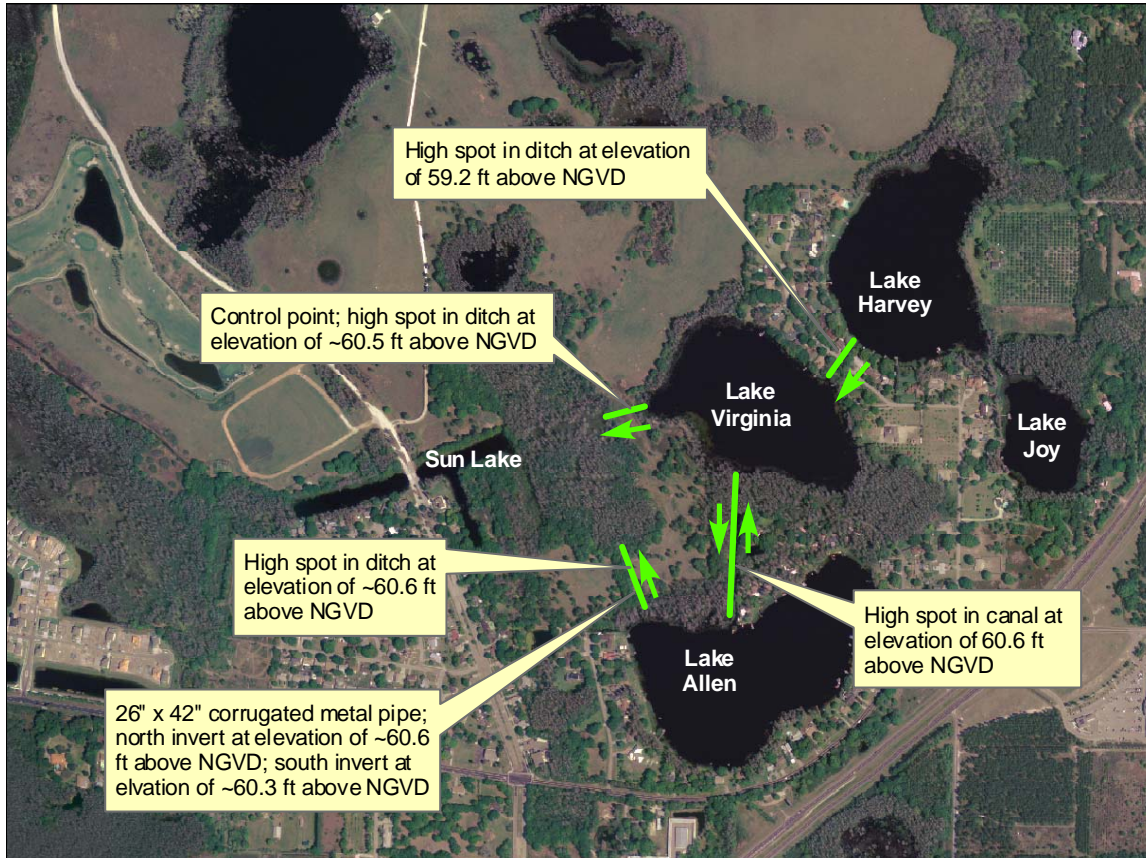 High spot in ditch at elevation
of 59.2 ft above NGVD
Lake
Harvey
Control point; high spot in ditch at
elevation of ~60.5 ft above NGVD
Lake
Virginia
Lake
Joy
Sun Lake
High spot in ditch at
elevation of ~60.6 ft
above NGVD
High spot in canal at
elevation of 60.6 ft
above NGVD
Lake
Allen
26" x 42" corrugated metal pipe;
north invert at elevation of ~60.6
ft above NGVD; south invert at
elvation of ~60.3 ft above NGVD